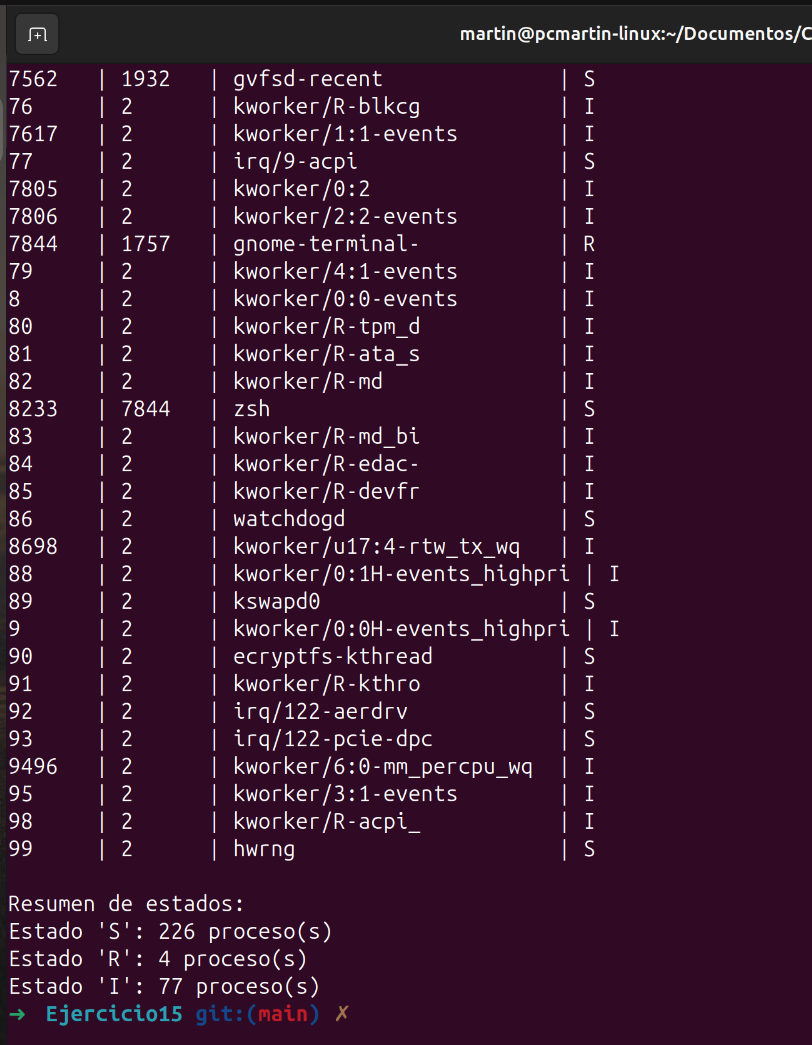 martin@pcmartin-linux:~/Documentos/C
7562 | 1932 | gvfsd-recent | S
76 | 2 | kworker/R-blkcg | I
7617 | 2 | kworker/1:1-events | I
77 | 2 | irq/9-acpi | S
7805 | 2 | kworker/0:2 | I
7806 | 2 | kworker/2:2-events | I
7844 | 1757 | gnome-terminal- | R
79 | 2 | kworker/4:1-events | I
8 | 2 | kworker/0:0-events | I
80 | 2 | kworker/R-tpm_d | I
81 | 2 | kworker/R-ata_s | I
82 | 2 | kworker/R-md | I
8233 | 7844 | zsh | S
83 | 2 | kworker/R-md_bi | I
84 | 2 | kworker/R-edac- | I
85 | 2 | kworker/R-devfr | I
86 | 2 | watchdogd | S
8698 | 2 | kworker/u17:4-rtw_tx_wq | I
88 | 2 | kworker/0:1H-events_highpri | I
89 | 2 | kswapd0 | S
9 | 2 | kworker/0:0H-events_highpri | I
90 | 2 | ecryptfs-kthread | S
91 | 2 | kworker/R-kthro | I
92 | 2 | irq/122-aerdrv | S
93 | 2 | irq/122-pcie-dpc | S
9496 | 2 | kworker/6:0-mm_percpu_wq | I
95 | 2 | kworker/3:1-events | I
98 | 2 | kworker/R-acpi_ | I
99 | 2 | hwrng | S
Resumen de estados:
Estado 'S': 226 proceso(s)
Estado 'R': 4 proceso(s)
Estado 'I': 77 proceso(s)
➜ Ejercicio15 git:(main) ✗